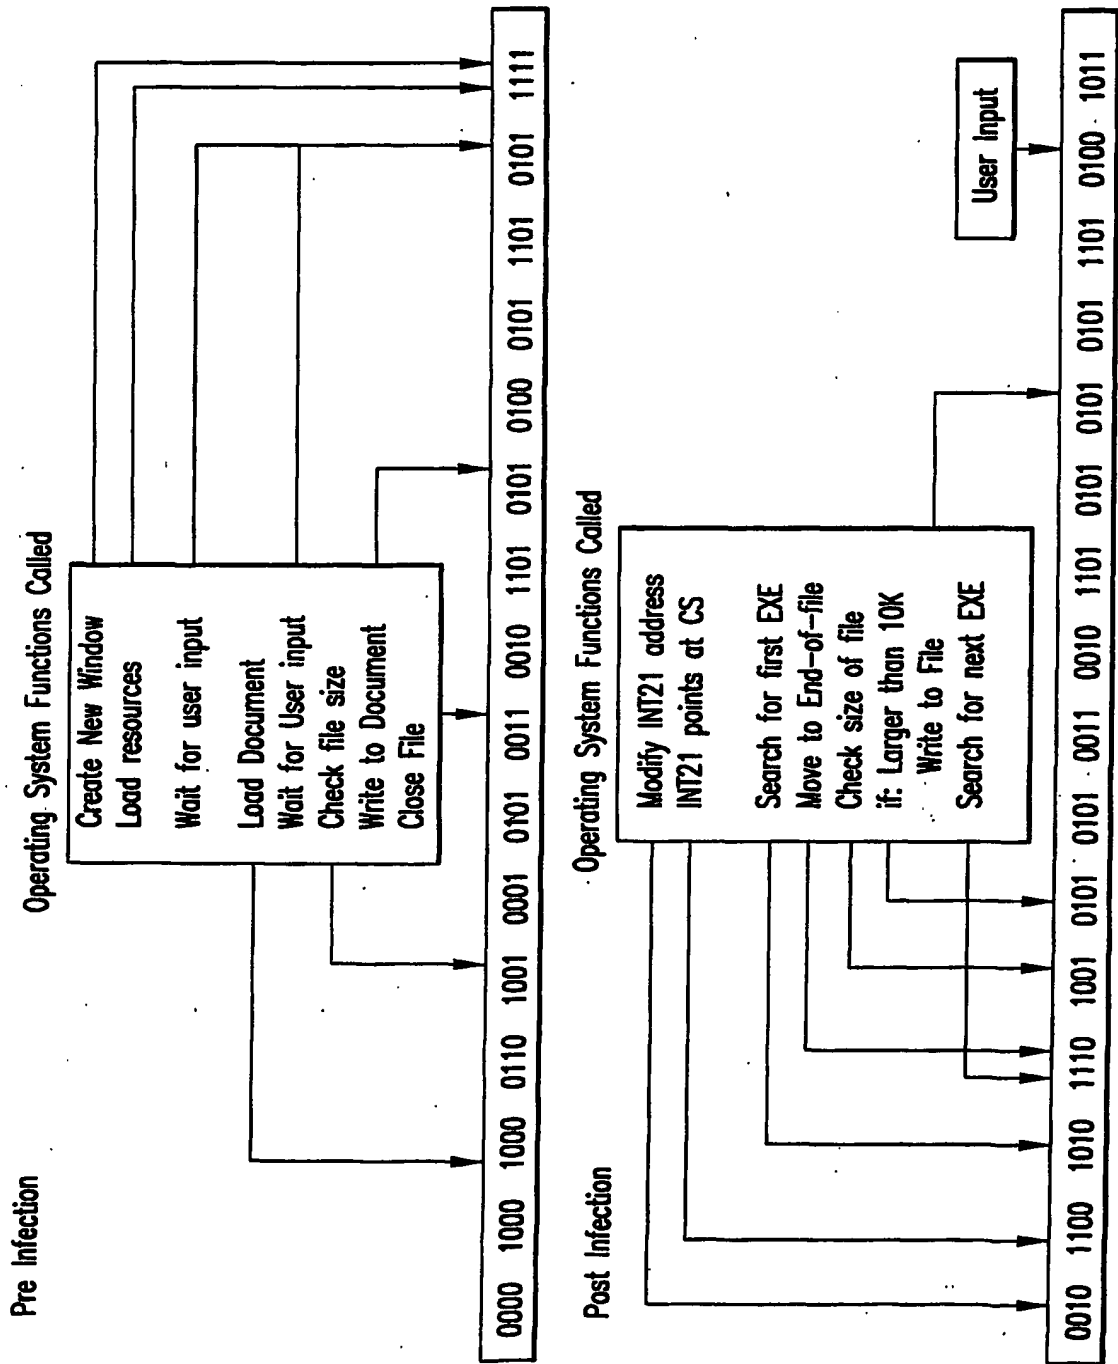 Pre Infection
Operating System Functions Called
Create New Window
Load resources
Wait for user input
Load Document
Wait for User input
Check file size
Write to Document
Close File
0000 1000 1000 0110 1001 0001 0101 0011 0010 1101 0101 0100 0101 1101 0101 1111
Post Infection
Operating System Functions Called
Modify INT21 address
INT21 points at CS
Search for first EXE
Move to End-of-file
Check size of file
if: Larger than 10K
Write to File
Search for next EXE
User Input
0010 1100 1010 1110 1001 0101 0101 0011 0010 1101 0101 0101 0101 1101 0100 1011